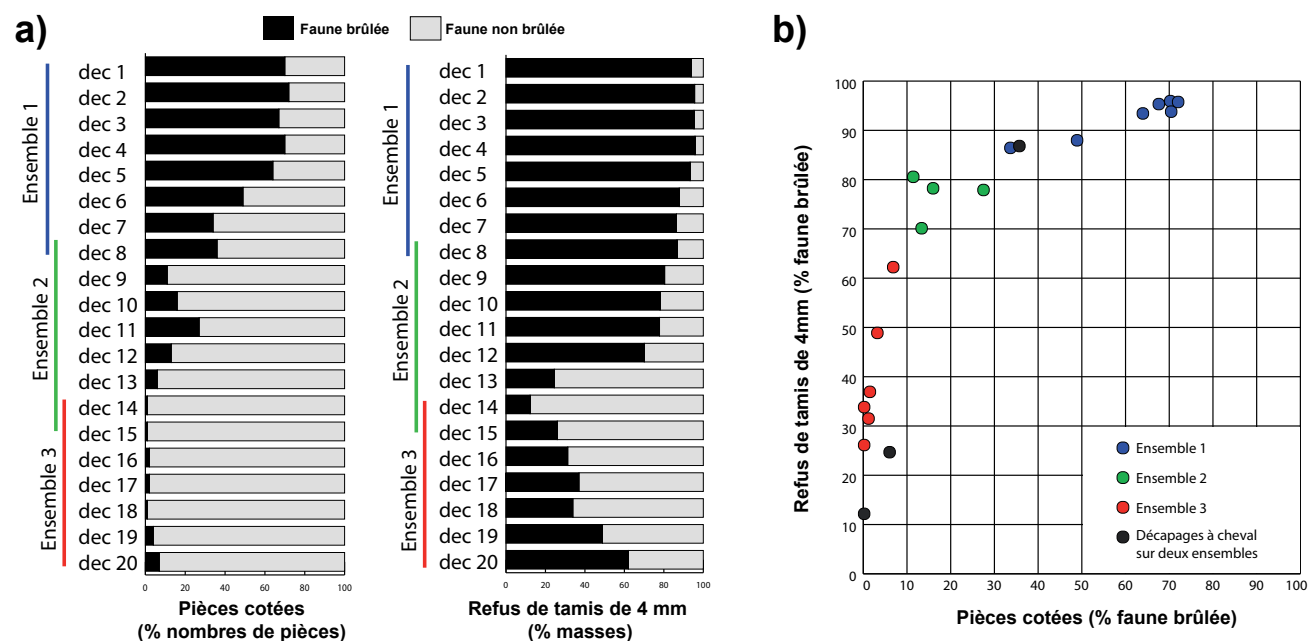 a)
Faune brûlée
Faune non brûlée
Ensemble 1
Ensemble 2
Ensemble 3
dec 1
dec 2
dec 3
dec 4
dec 5
dec 6
dec 7
dec 8
dec 9
dec 10
dec 11
dec 12
dec 13
dec 14
dec 15
dec 16
dec 17
dec 18
dec 19
dec 20
0 20 40 60 80 100
Pièces cotées
(% nombres de pièces)
Ensemble 1
Ensemble 2
Ensemble 3
dec 1
dec 2
dec 3
dec 4
dec 5
dec 6
dec 7
dec 8
dec 9
dec 10
dec 11
dec 12
dec 13
dec 14
dec 15
dec 16
dec 17
dec 18
dec 19
dec 20
0 20 40 60 80 100
Refus de tamis de 4 mm
(% masses)
b)
Refus de tamis de 4mm (% faune brûlée)
100
90
80
70
60
50
40
30
20
10
0
Ensemble 1
Ensemble 2
Ensemble 3
Décapages à cheval
sur deux ensembles
0 10 20 30 40 50 60 70 80 90 100
Pièces cotées (% faune brûlée)